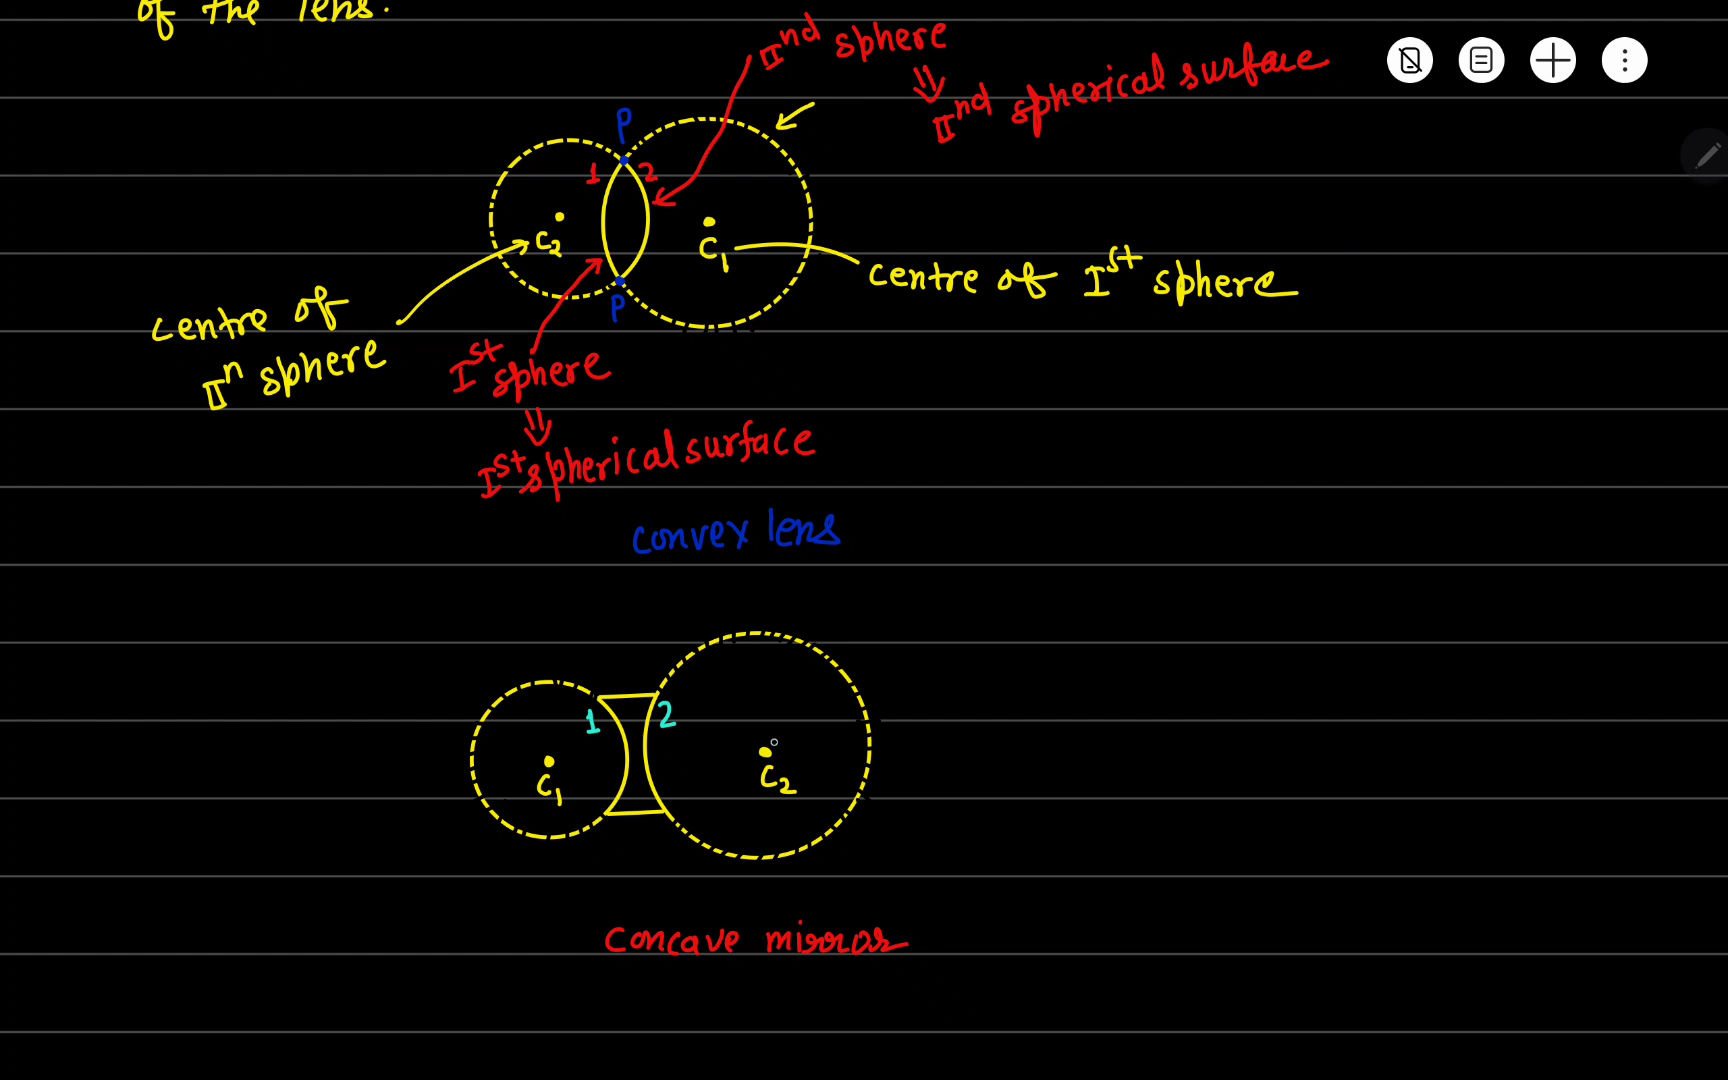 of the lens.
IInd sphere
⇓
IInd spherical surface
P
1 2
C2
C1
centre of Ist sphere
P
centre of
IIn sphere
Ist sphere
⇓
Ist spherical surface
convex lens
1 2
C1
C2
Concave mirror